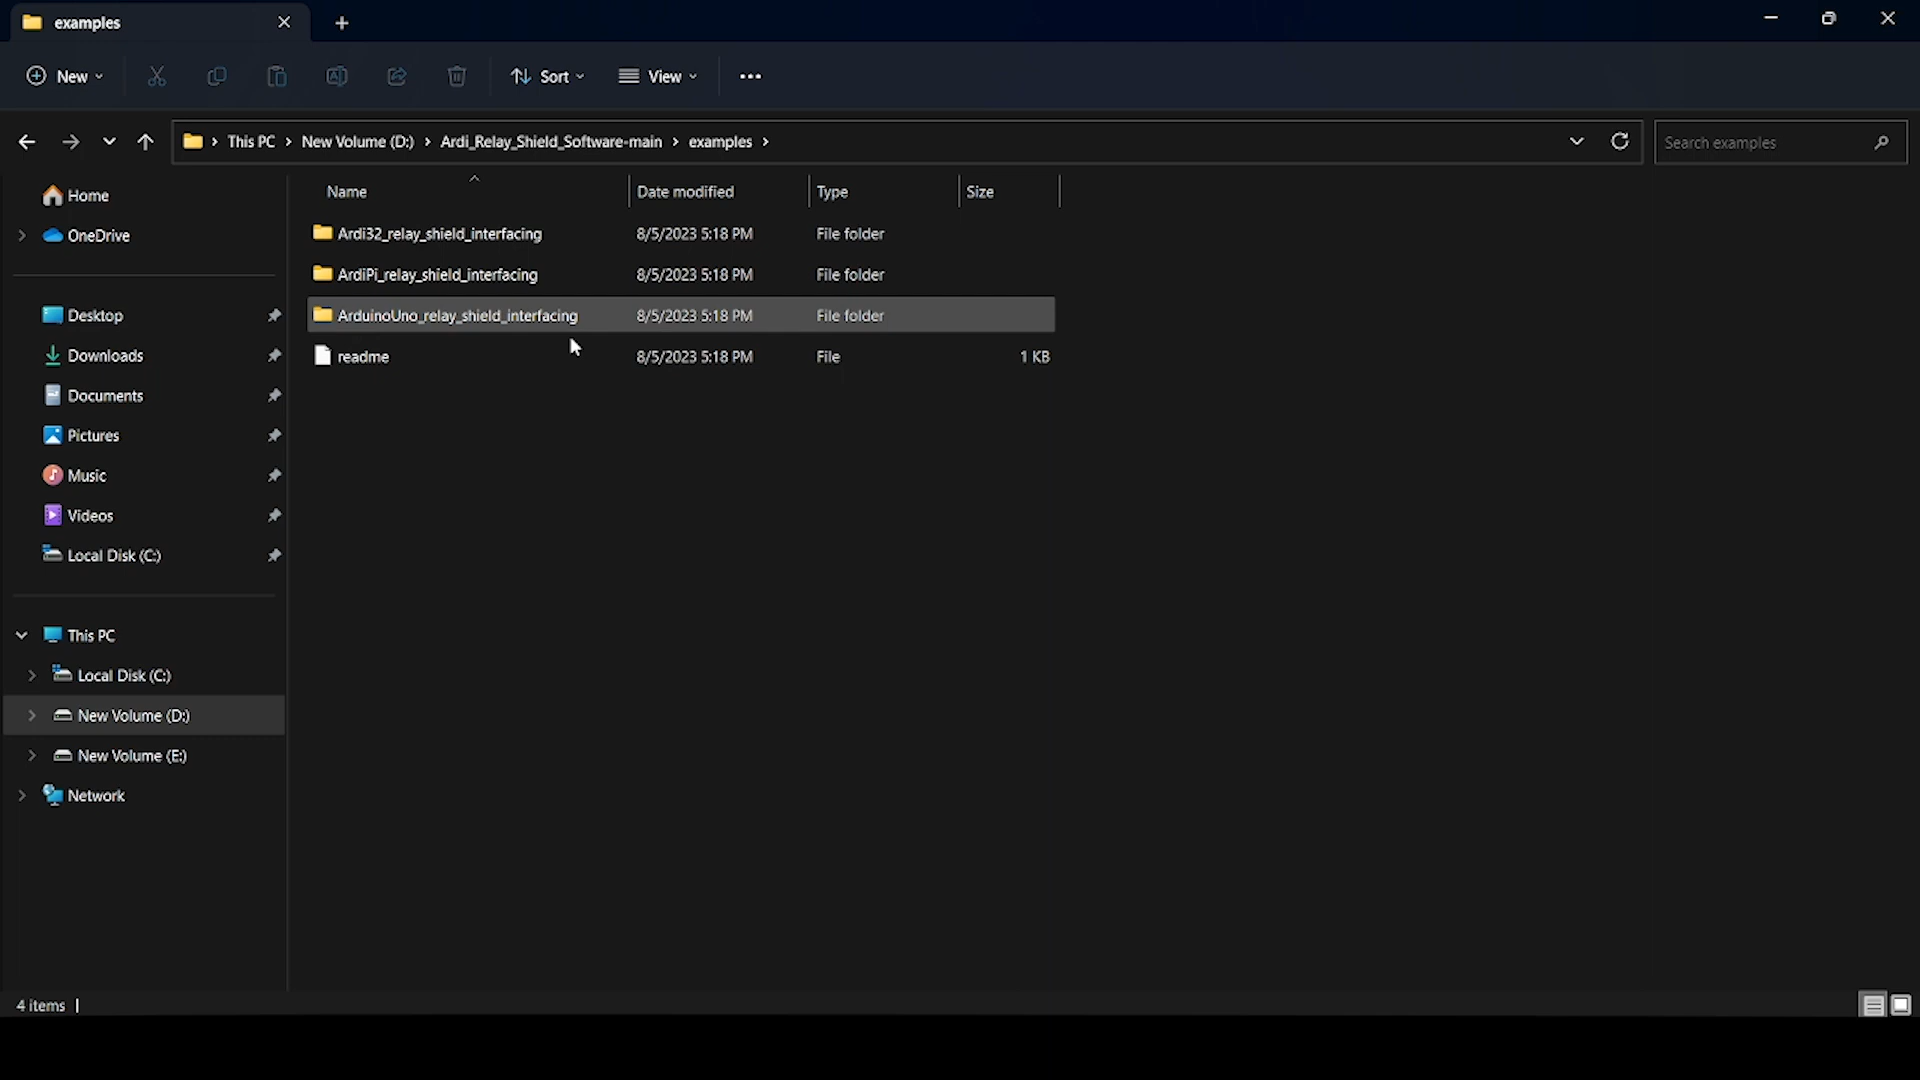 examples
New
Sort
View
This PC
New Volume (D:)
Ardi_Relay_Shield_Software-main
examples
Search examples
Home
OneDrive
Desktop
Downloads
Documents
Pictures
Music
Videos
Local Disk (C:)
This PC
Local Disk (C:)
New Volume (D:)
New Volume (E:)
Network
Name Date modified Type Size
Ardi32_relay_shield_interfacing 8/5/2023 5:18 PM File folder
ArdiPi_relay_shield_interfacing 8/5/2023 5:18 PM File folder
ArduinoUno_relay_shield_interfacing 8/5/2023 5:18 PM File folder
readme 8/5/2023 5:18 PM File 1 KB
4 items